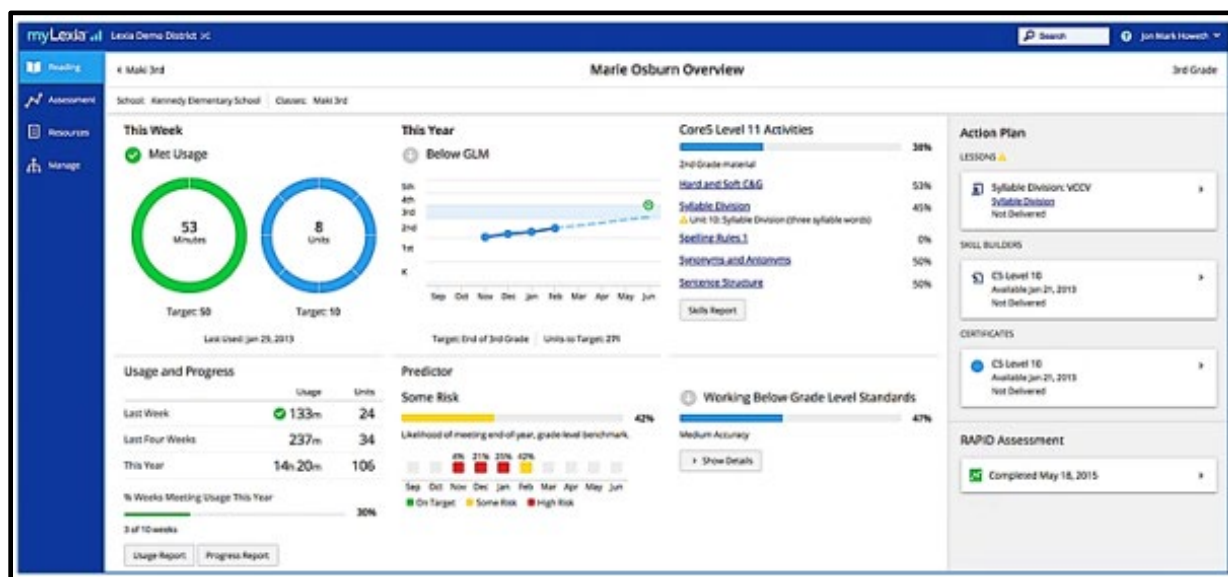 myLexia Lexia Demo District
Search
Reading
Assessment
Resources
Manage
Maki 3rd
Marie Osburn Overview
3rd Grade
School: Kennedy Elementary School Classes: Maki 3rd
This Week
Met Usage
53
Minutes
Target: 50
8
Units
Target: 10
Last Used: Jan 29, 2013
This Year
Below GLM
5th
4th
3rd
2nd
1st
K
Sep Oct Nov Dec Jan Feb Mar Apr May Jun
Target: End of 3rd Grade Units to Target: 271
Core5 Level 11 Activities
38%
2nd Grade material
Hard and Soft C&G 53%
Syllable Division 45%
Unit 10: Syllable Division (three syllable words)
Spelling Rules 1 0%
Synonyms and Antonyms 50%
Sentence Structure 50%
Skills Report
Usage and Progress
Usage Units
Last Week 133m 24
Last Four Weeks 237m 34
This Year 14h 20m 106
% Weeks Meeting Usage This Year
30%
3 of 10 weeks
Usage Report Progress Report
Predictor
Some Risk
42%
Likelihood of meeting end-of-year, grade level benchmark.
4% 21% 25% 42%
Sep Oct Nov Dec Jan Feb Mar Apr May Jun
On Target Some Risk High Risk
Working Below Grade Level Standards
47%
Medium Accuracy
Show Details
Action Plan
LESSONS
Syllable Division: VCCV
Syllable Division
Not Delivered
SKILL BUILDERS
C5 Level 10
Available Jan 21, 2013
Not Delivered
CERTIFICATES
C5 Level 10
Available Jan 21, 2013
Not Delivered
RAPID Assessment
Completed May 18, 2015